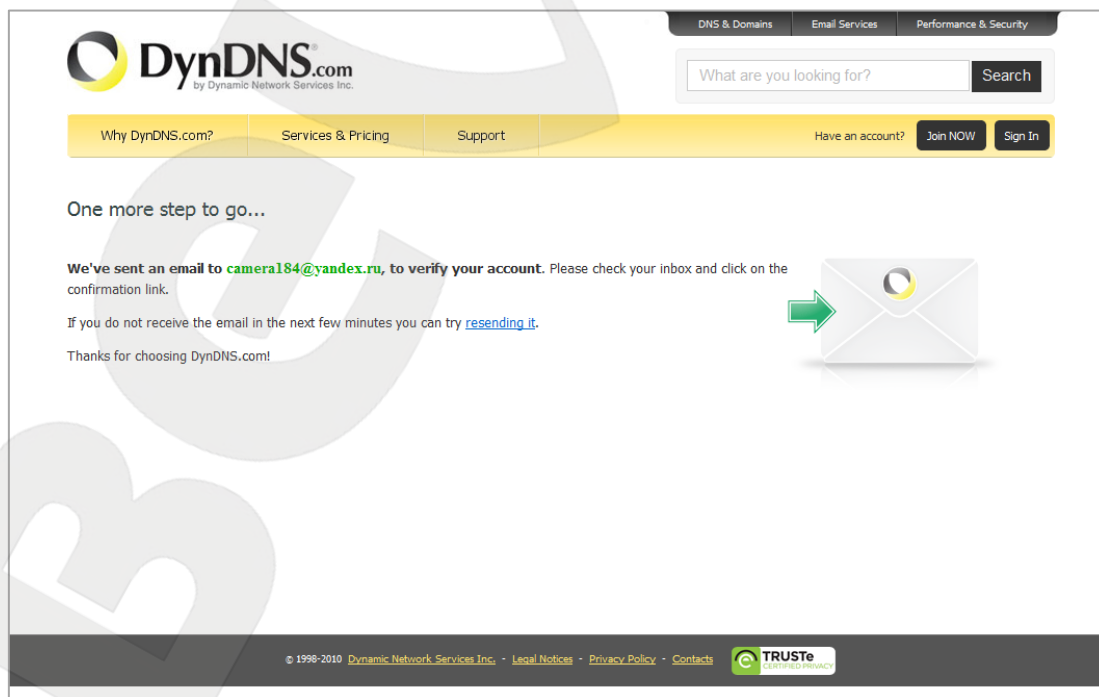 DNS & Domains Email Services Performance & Security
DynDNS.com
by Dynamic Network Services Inc.
What are you looking for? Search
Why DynDNS.com? Services & Pricing Support Have an account? Join NOW Sign In
One more step to go...
We've sent an email to camera184@yandex.ru, to verify your account. Please check your inbox and click on the
confirmation link.
If you do not receive the email in the next few minutes you can try resending it.
Thanks for choosing DynDNS.com!
© 1998-2010 Dynamic Network Services Inc. - Legal Notices - Privacy Policy - Contacts
TRUSTe
CERTIFIED PRIVACY